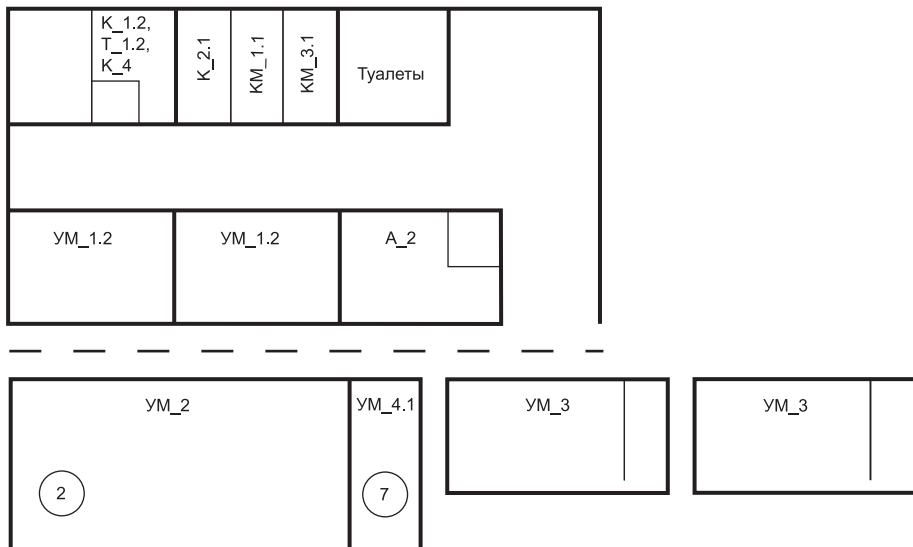 К_1.2,
Т_1.2,
К_4
К_2.1
КМ_1.1
КМ_3.1
Туалеты
УМ_1.2
УМ_1.2
А_2
УМ_2
УМ_4.1
УМ_3
УМ_3
2
7